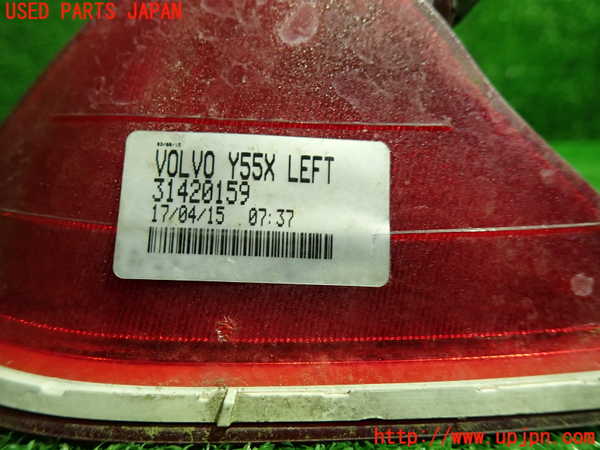 USED PARTS JAPAN
VOLVO Y55X LEFT
31420159
17/04/15 07:37
http://www.upjpn.com